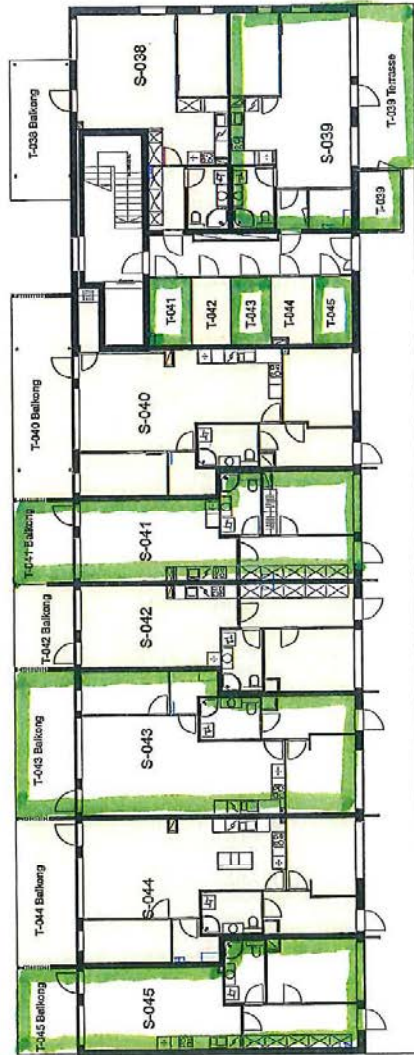 T-038 Balkong
S-038
S-039
T-039 Terrasse
T-039
T-041
T-042
T-043
T-044
T-045
T-040 Balkong
S-040
T-041 Balkong
S-041
T-042 Balkong
S-042
T-043 Balkong
S-043
T-044 Balkong
S-044
T-045 Balkong
S-045